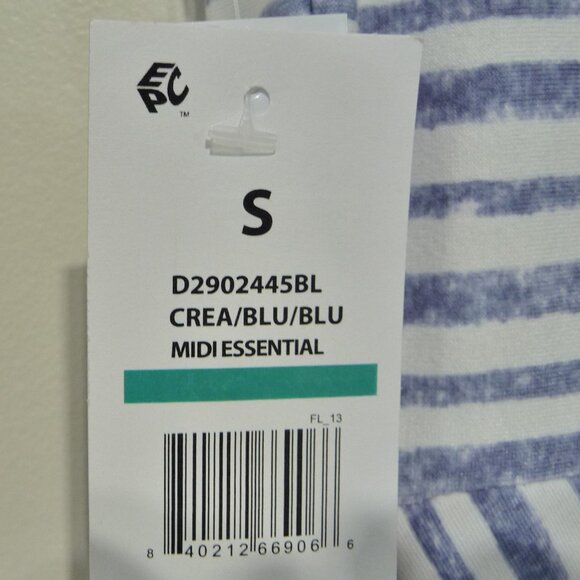 EPC
™
S
D2902445BL
CREA/BLU/BLU
MIDI ESSENTIAL
FL_13
8 40212 66906 6